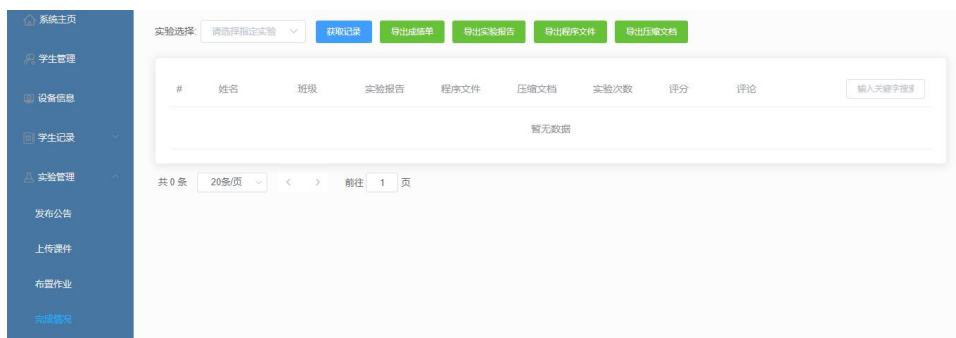 系统主页
学生管理
设备信息
学生记录
实验管理
发布公告
上传课件
布置作业
完成情况
实验选择: 请选择指定实验 获取记录 导出成绩单 导出实验报告 导出程序文件 导出压缩文档
# 姓名 班级 实验报告 程序文件 压缩文档 实验次数 评分 评论 输入关键字搜索
暂无数据
共 0 条 20条/页 < > 前往 1 页